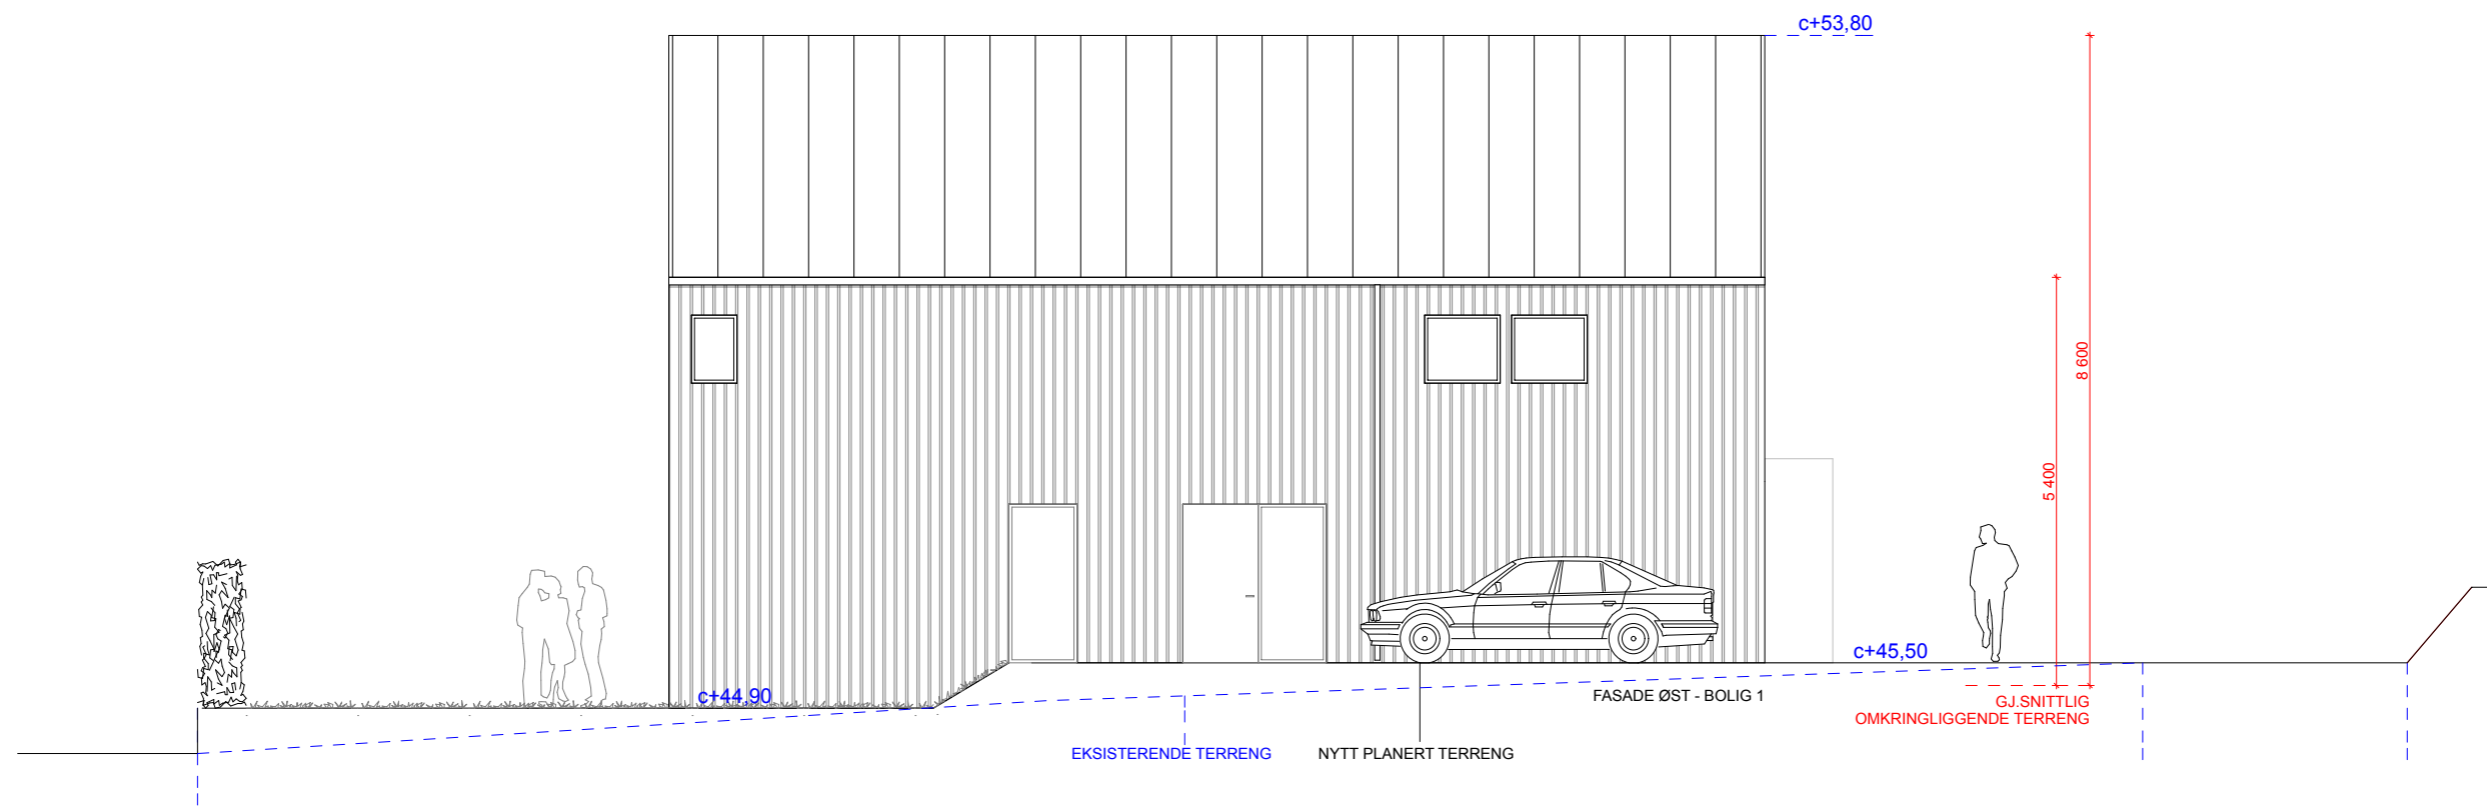 c+53,80
8 600
5 400
c+45,50
c+44,90
FASADE ØST - BOLIG 1
GJ.SNITTLIG
OMKRINGLIGGENDE TERRENG
EKSISTERENDE TERRENG
NYTT PLANERT TERRENG